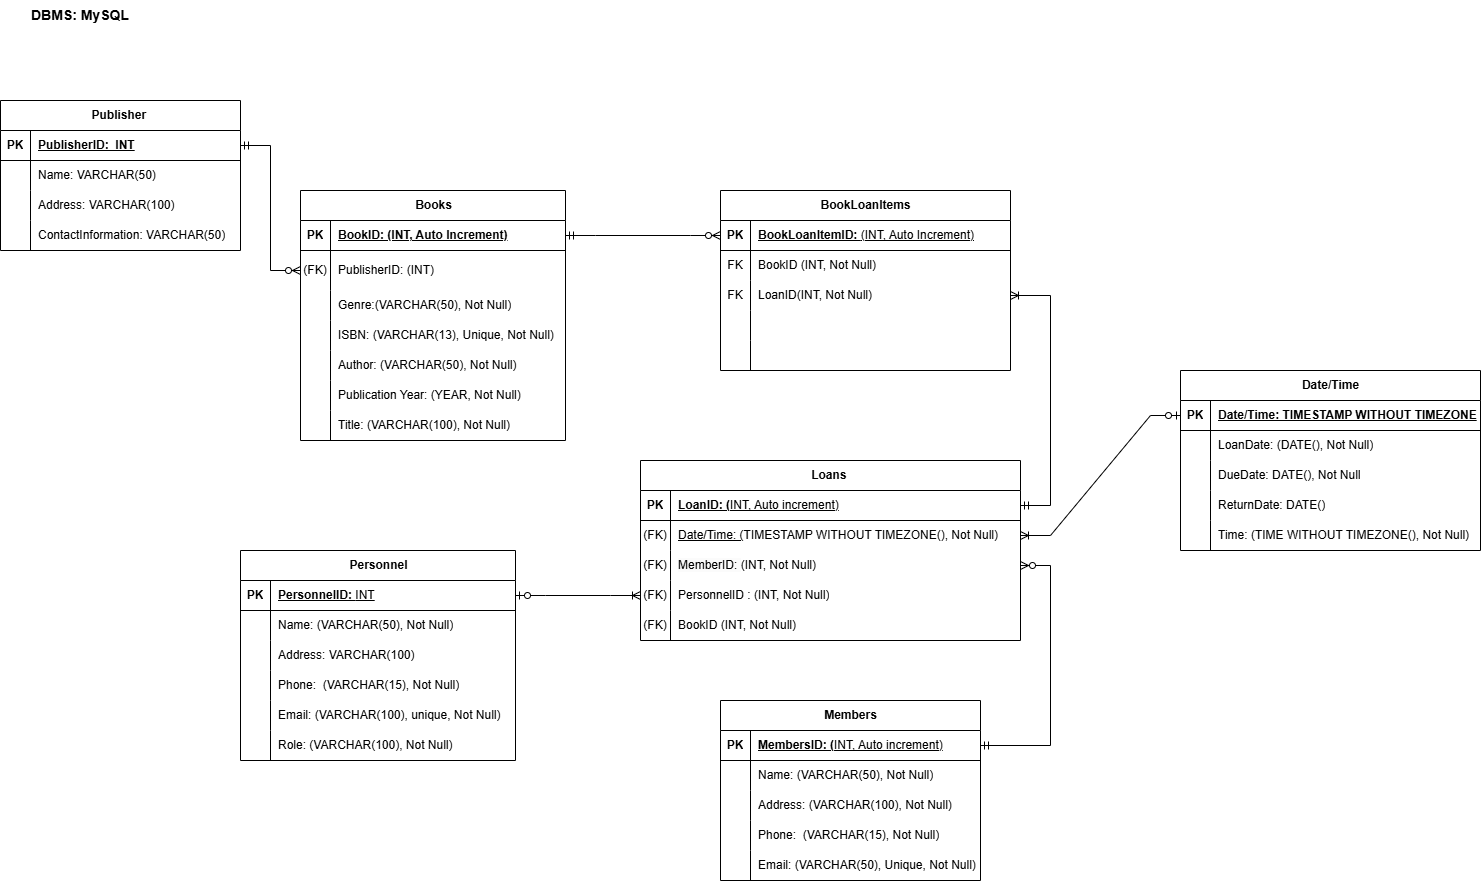 DBMS: MySQL
Publisher
PK PublisherID: INT
Name: VARCHAR(50)
Address: VARCHAR(100)
ContactInformation: VARCHAR(50)
Books
PK BookID: (INT, Auto Increment)
(FK) PublisherID: (INT)
Genre:(VARCHAR(50), Not Null)
ISBN: (VARCHAR(13), Unique, Not Null)
Author: (VARCHAR(50), Not Null)
Publication Year: (YEAR, Not Null)
Title: (VARCHAR(100), Not Null)
BookLoanItems
PK BookLoanItemID: (INT, Auto Increment)
FK BookID (INT, Not Null)
FK LoanID(INT, Not Null)
Date/Time
PK Date/Time: TIMESTAMP WITHOUT TIMEZONE
LoanDate: (DATE(), Not Null)
DueDate: DATE(), Not Null
ReturnDate: DATE()
Time: (TIME WITHOUT TIMEZONE(), Not Null)
Loans
PK LoanID: (INT, Auto increment)
(FK) Date/Time: (TIMESTAMP WITHOUT TIMEZONE(), Not Null)
(FK) MemberID: (INT, Not Null)
(FK) PersonnelID : (INT, Not Null)
(FK) BookID (INT, Not Null)
Personnel
PK PersonnelID: INT
Name: (VARCHAR(50), Not Null)
Address: VARCHAR(100)
Phone: (VARCHAR(15), Not Null)
Email: (VARCHAR(100), unique, Not Null)
Role: (VARCHAR(100), Not Null)
Members
PK MembersID: (INT, Auto increment)
Name: (VARCHAR(50), Not Null)
Address: (VARCHAR(100), Not Null)
Phone: (VARCHAR(15), Not Null)
Email: (VARCHAR(50), Unique, Not Null)